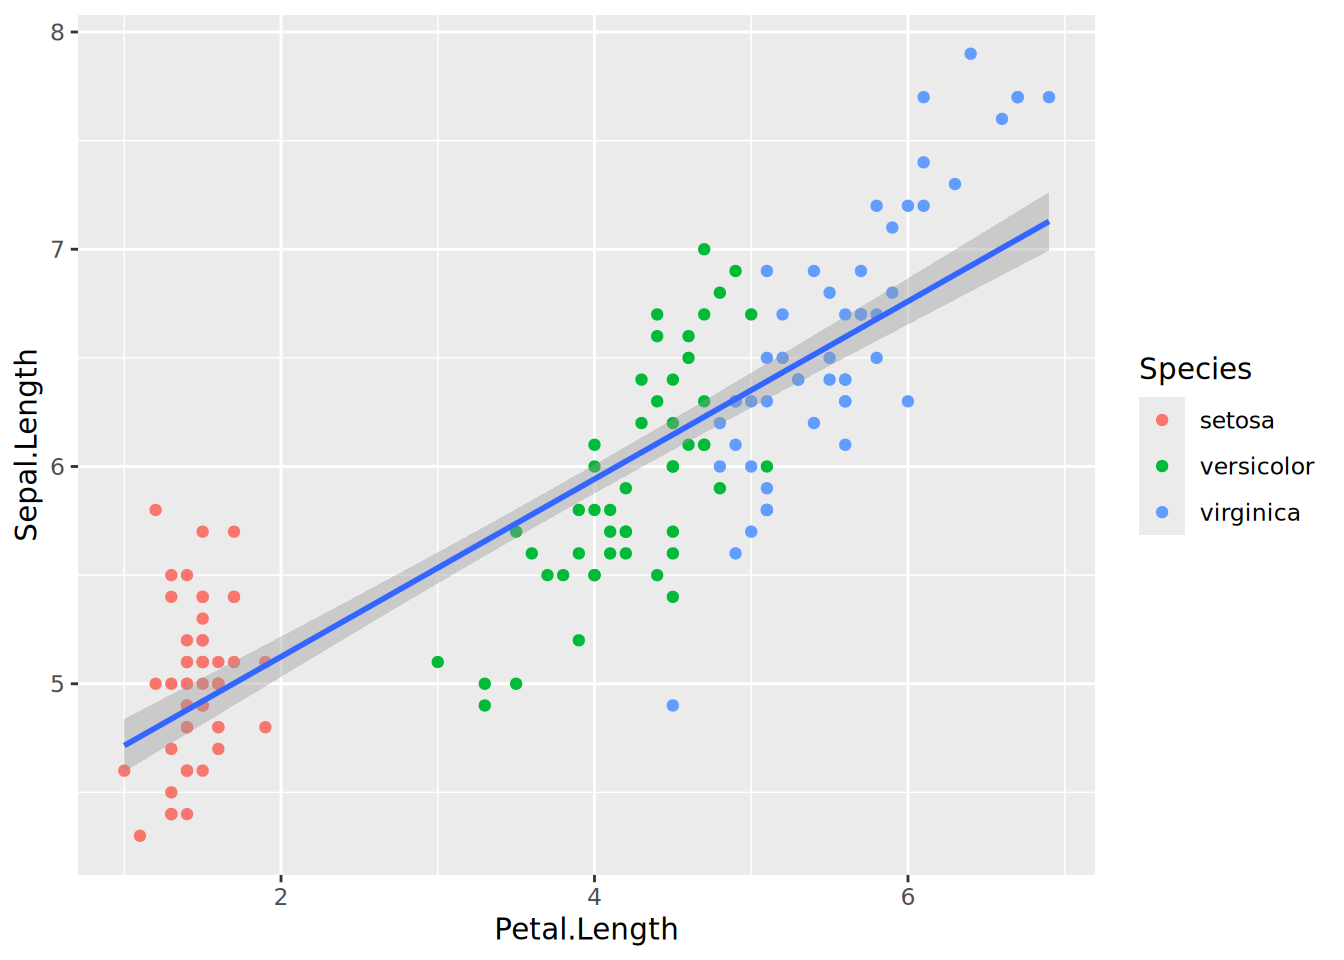 8
7
6
5
2 4 6
Petal.Length
Sepal.Length
Species
setosa
versicolor
virginica